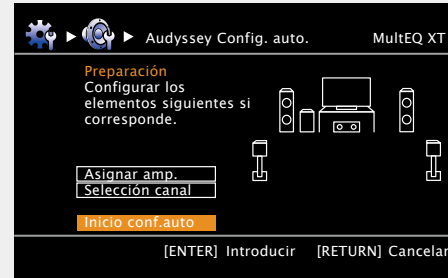 Audyssey Config. auto. MultEQ XT
Preparación
Configurar los
elementos siguientes si
corresponde.
Asignar amp.
Selección canal
Inicio conf.auto
[ENTER] Introducir [RETURN] Cancelar